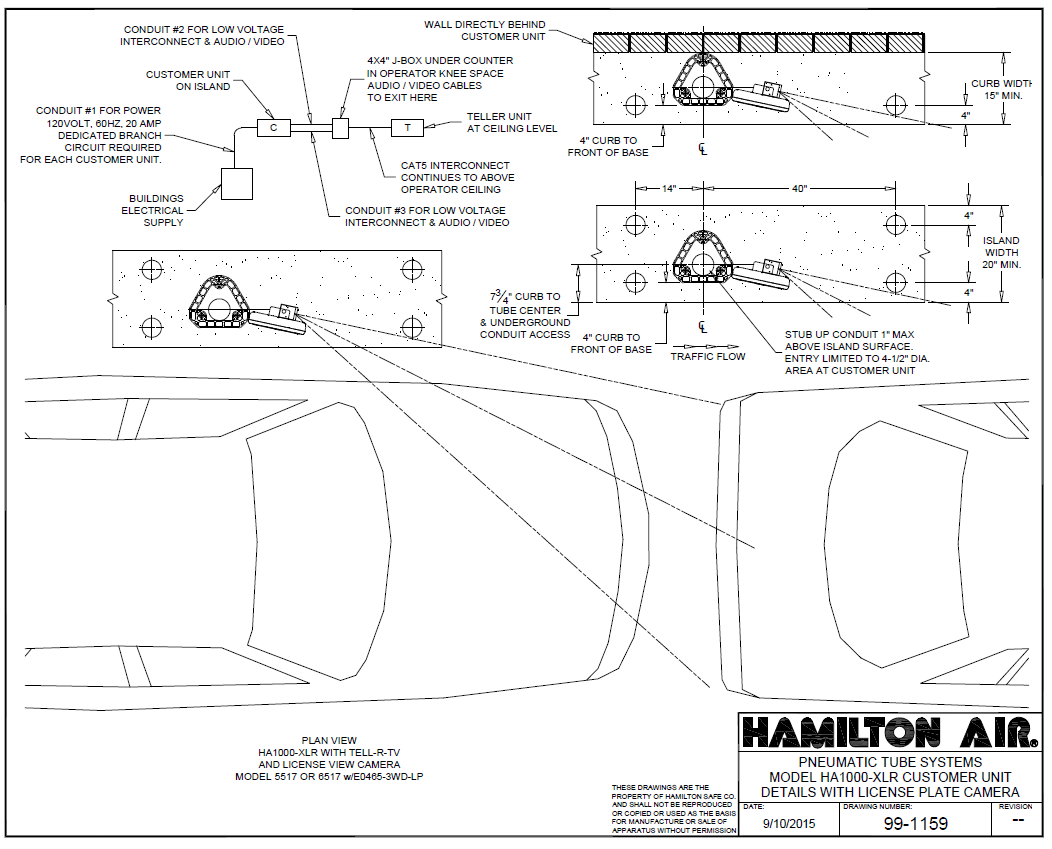 CONDUIT #2 FOR LOW VOLTAGE
INTERCONNECT & AUDIO / VIDEO
CUSTOMER UNIT
ON ISLAND
CONDUIT #1 FOR POWER
120VOLT, 60HZ, 20 AMP
DEDICATED BRANCH
CIRCUIT REQUIRED
FOR EACH CUSTOMER UNIT.
BUILDINGS
ELECTRICAL
SUPPLY
C
4X4" J-BOX UNDER COUNTER
IN OPERATOR KNEE SPACE
AUDIO / VIDEO CABLES
TO EXIT HERE
T
TELLER UNIT
AT CEILING LEVEL
CAT5 INTERCONNECT
CONTINUES TO ABOVE
OPERATOR CEILING
CONDUIT #3 FOR LOW VOLTAGE
INTERCONNECT & AUDIO / VIDEO
WALL DIRECTLY BEHIND
CUSTOMER UNIT
CURB WIDTH
15" MIN.
4"
4" CURB TO
FRONT OF BASE
CL
14"
40"
4"
ISLAND
WIDTH
20" MIN.
4"
7 3/4" CURB TO
TUBE CENTER
& UNDERGROUND
CONDUIT ACCESS
4" CURB TO
FRONT OF BASE
CL
TRAFFIC FLOW
STUB UP CONDUIT 1" MAX
ABOVE ISLAND SURFACE.
ENTRY LIMITED TO 4-1/2" DIA.
AREA AT CUSTOMER UNIT
PLAN VIEW
HA1000-XLR WITH TELL-R-TV
AND LICENSE VIEW CAMERA
MODEL 5517 OR 6517 w/E0465-3WD-LP
THESE DRAWINGS ARE THE
PROPERTY OF HAMILTON SAFE CO.
AND SHALL NOT BE REPRODUCED
OR COPIED OR USED AS THE BASIS
FOR MANUFACTURE OR SALE OF
APPARATUS WITHOUT PERMISSION
HAMILTON AIR®
PNEUMATIC TUBE SYSTEMS
MODEL HA1000-XLR CUSTOMER UNIT
DETAILS WITH LICENSE PLATE CAMERA
DATE:
9/10/2015
DRAWING NUMBER:
99-1159
REVISION
--